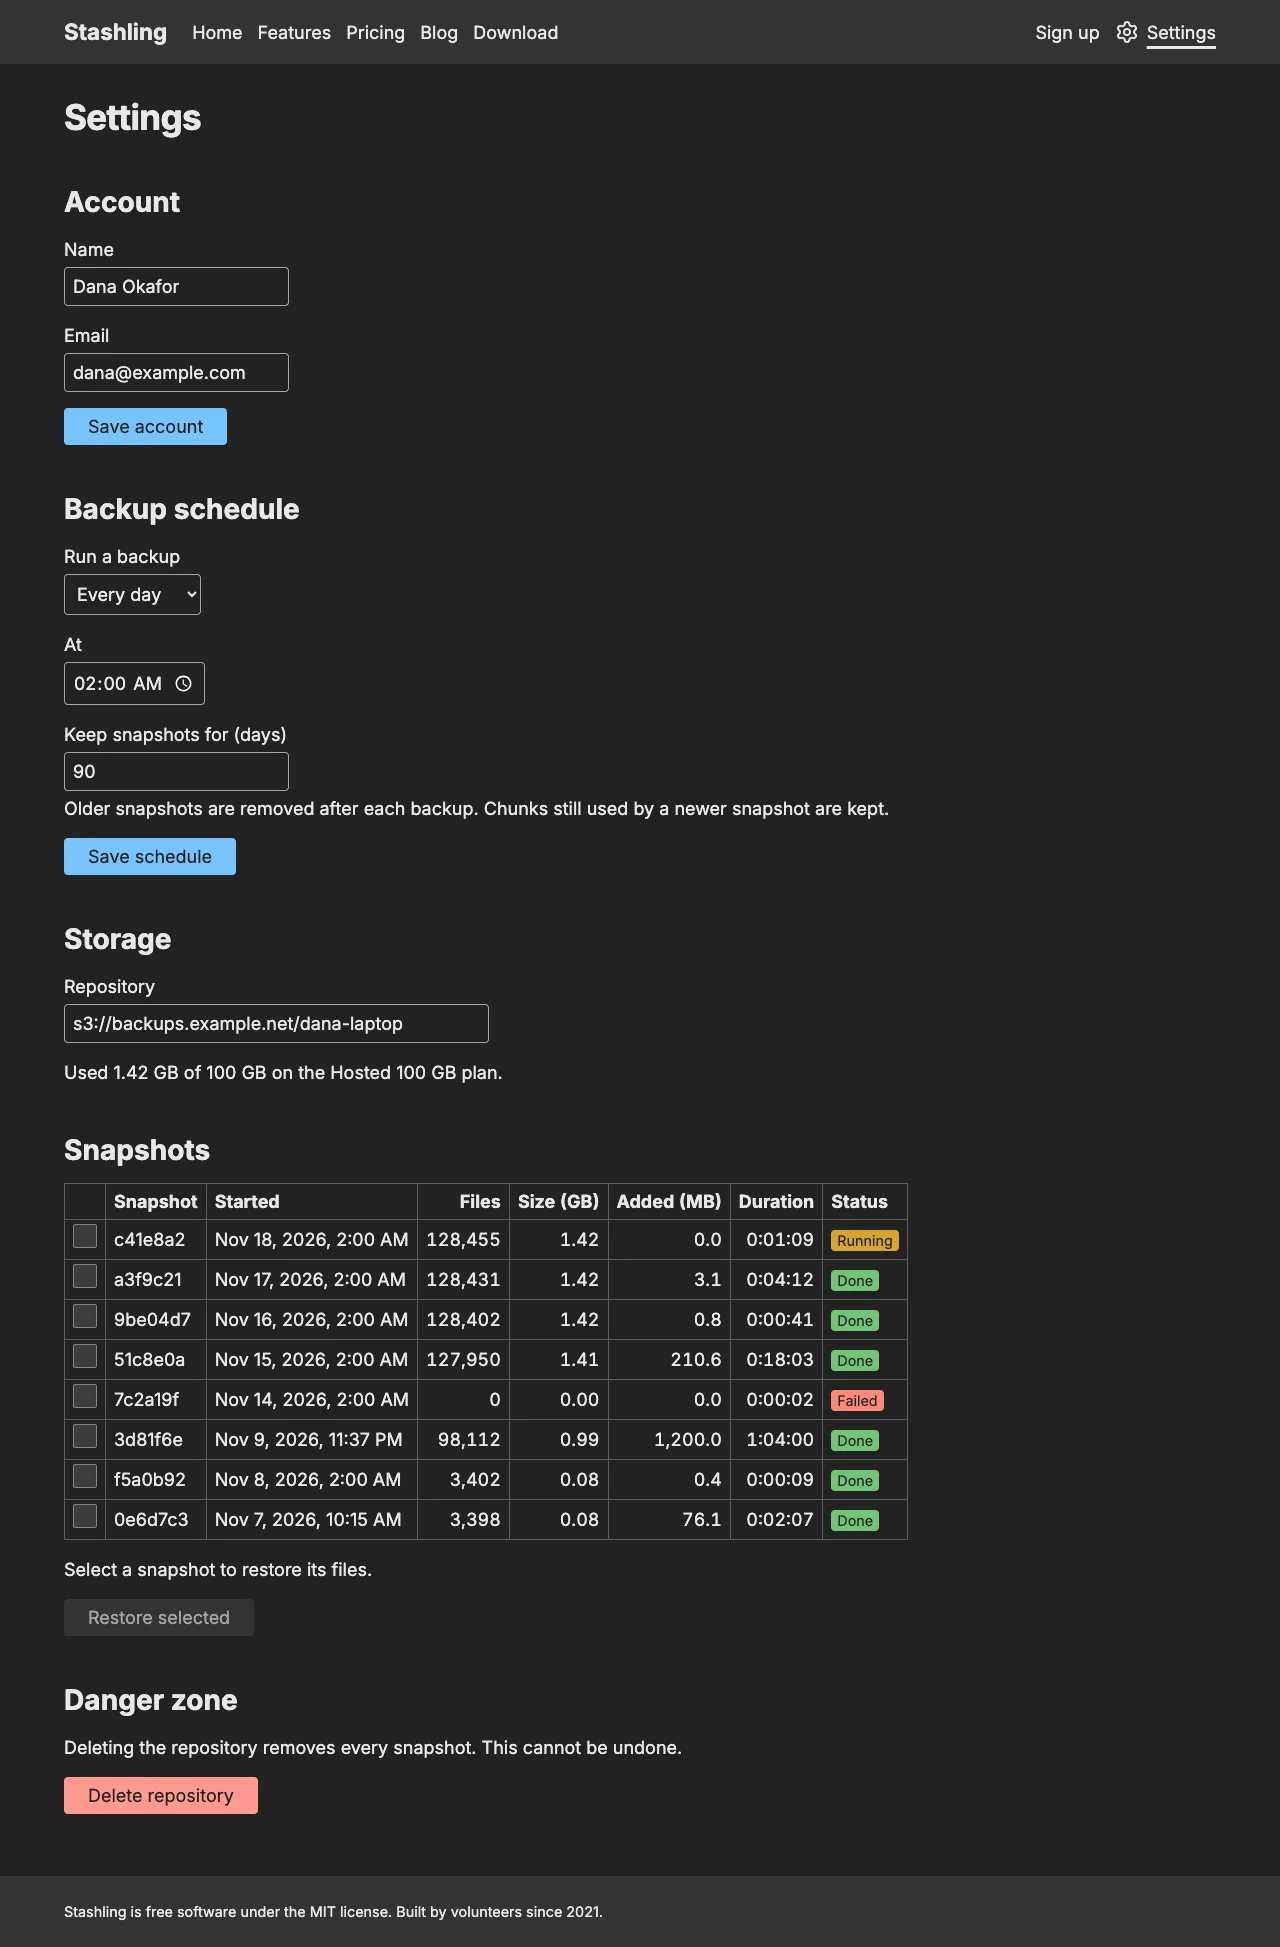 Stashling Home Features Pricing Blog Download Sign up Settings
Settings
Account
Name
Dana Okafor
Email
dana@example.com
Save account
Backup schedule
Run a backup
Every day
At
02:00 AM
Keep snapshots for (days)
90
Older snapshots are removed after each backup. Chunks still used by a newer snapshot are kept.
Save schedule
Storage
Repository
s3://backups.example.net/dana-laptop
Used 1.42 GB of 100 GB on the Hosted 100 GB plan.
Snapshots
Snapshot Started Files Size (GB) Added (MB) Duration Status
c41e8a2 Nov 18, 2026, 2:00 AM 128,455 1.42 0.0 0:01:09 Running
a3f9c21 Nov 17, 2026, 2:00 AM 128,431 1.42 3.1 0:04:12 Done
9be04d7 Nov 16, 2026, 2:00 AM 128,402 1.42 0.8 0:00:41 Done
51c8e0a Nov 15, 2026, 2:00 AM 127,950 1.41 210.6 0:18:03 Done
7c2a19f Nov 14, 2026, 2:00 AM 0 0.00 0.0 0:00:02 Failed
3d81f6e Nov 9, 2026, 11:37 PM 98,112 0.99 1,200.0 1:04:00 Done
f5a0b92 Nov 8, 2026, 2:00 AM 3,402 0.08 0.4 0:00:09 Done
0e6d7c3 Nov 7, 2026, 10:15 AM 3,398 0.08 76.1 0:02:07 Done
Select a snapshot to restore its files.
Restore selected
Danger zone
Deleting the repository removes every snapshot. This cannot be undone.
Delete repository
Stashling is free software under the MIT license. Built by volunteers since 2021.